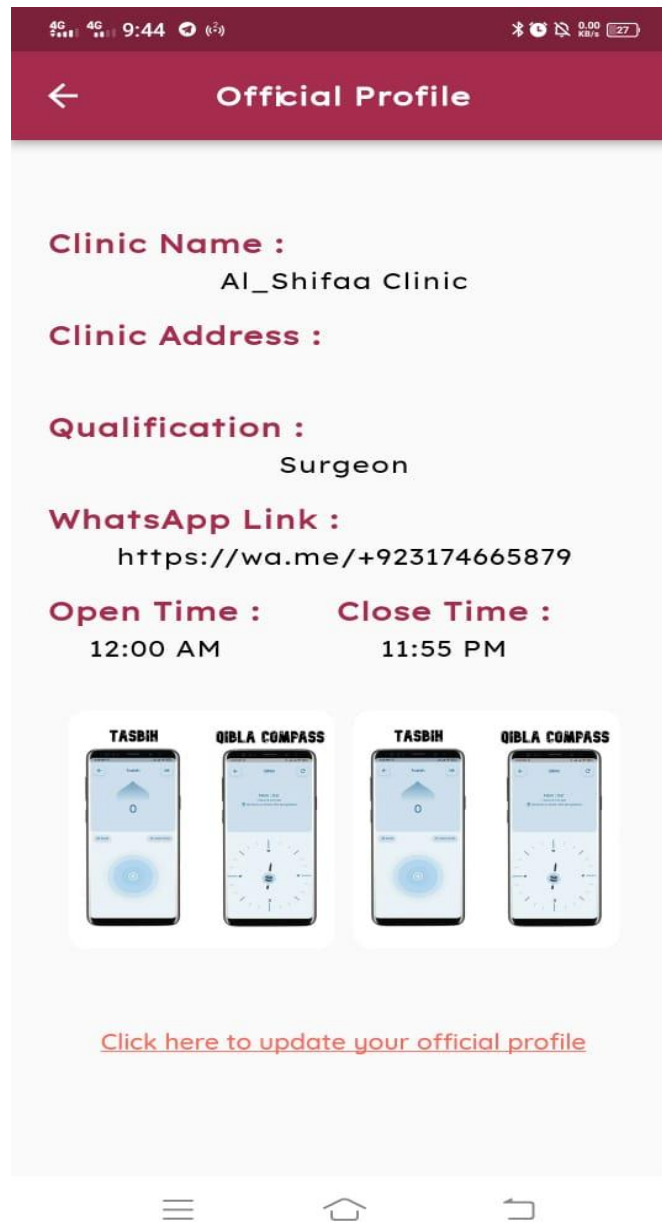 4G 4G 9:44 0.00 KB/s 27
Official Profile
Clinic Name :
Al_Shifaa Clinic
Clinic Address :
Qualification :
Surgeon
WhatsApp Link :
https://wa.me/+923174665879
Open Time : Close Time :
12:00 AM 11:55 PM
TASBIH QIBLA COMPASS TASBIH QIBLA COMPASS
0 0
Click here to update your official profile